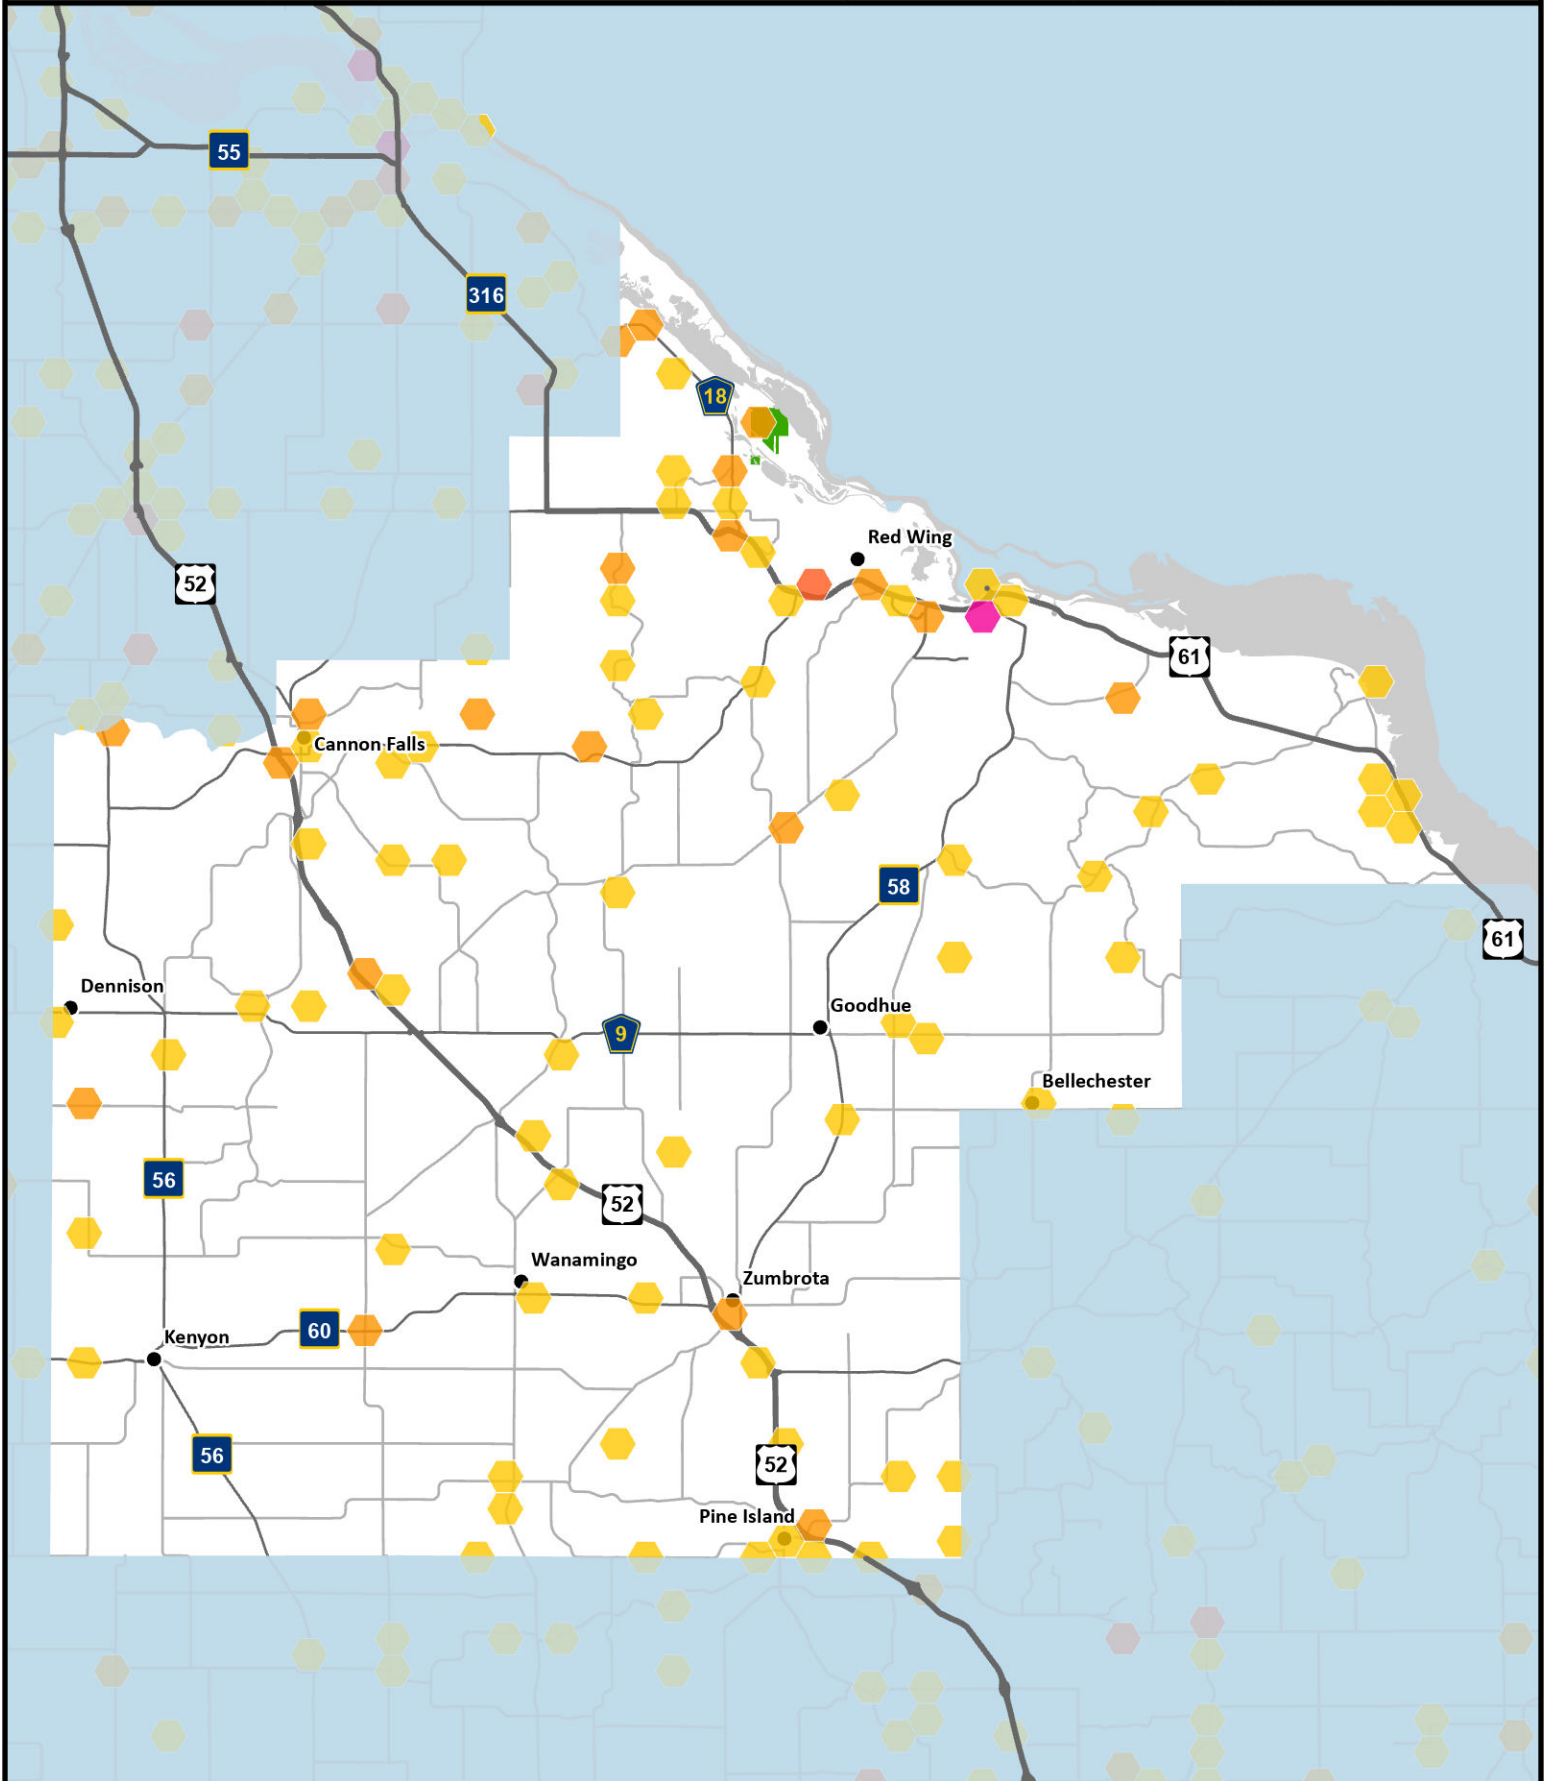 55
316
18
Red Wing
52
61
Cannon Falls
58
61
Dennison
Goodhue
9
Bellechester
56
52
Wanamingo
Zumbrota
60
Kenyon
56
52
Pine Island